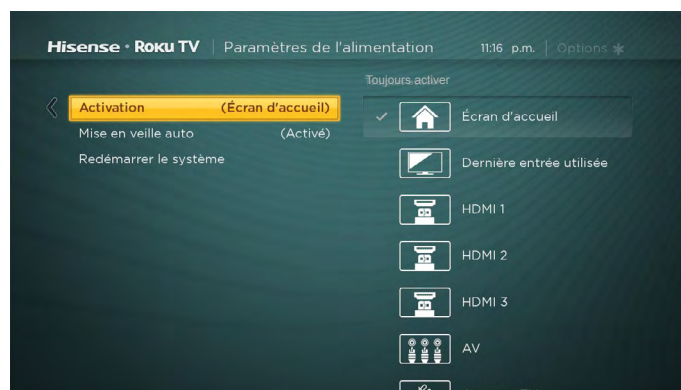 Hisense • Roku TV | Paramètres de l'alimentation 11:16 p.m. | Options ✱
Toujours activer
Activation (Écran d'accueil)
Mise en veille auto (Activé)
Redémarrer le système
Écran d'accueil
Dernière entrée utilisée
HDMI 1
HDMI 2
HDMI 3
AV